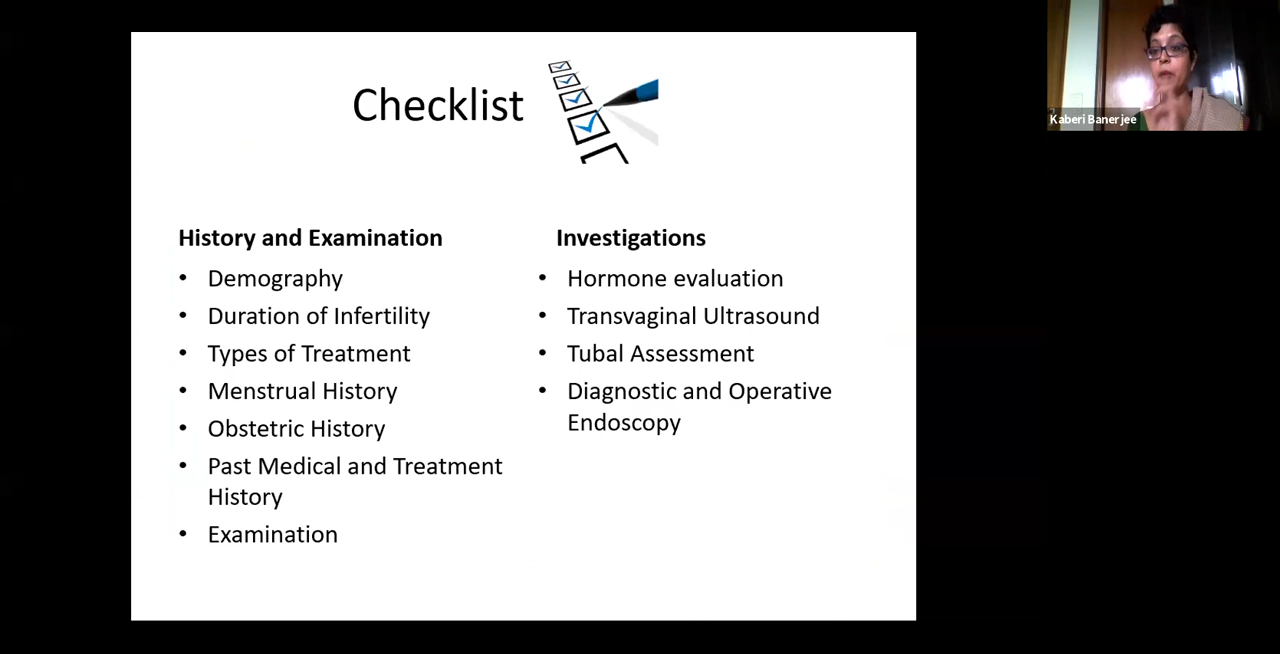 Checklist
History and Examination
• Demography
• Duration of Infertility
• Types of Treatment
• Menstrual History
• Obstetric History
• Past Medical and Treatment
History
• Examination
Investigations
• Hormone evaluation
• Transvaginal Ultrasound
• Tubal Assessment
• Diagnostic and Operative
Endoscopy
Kaberi Banerjee